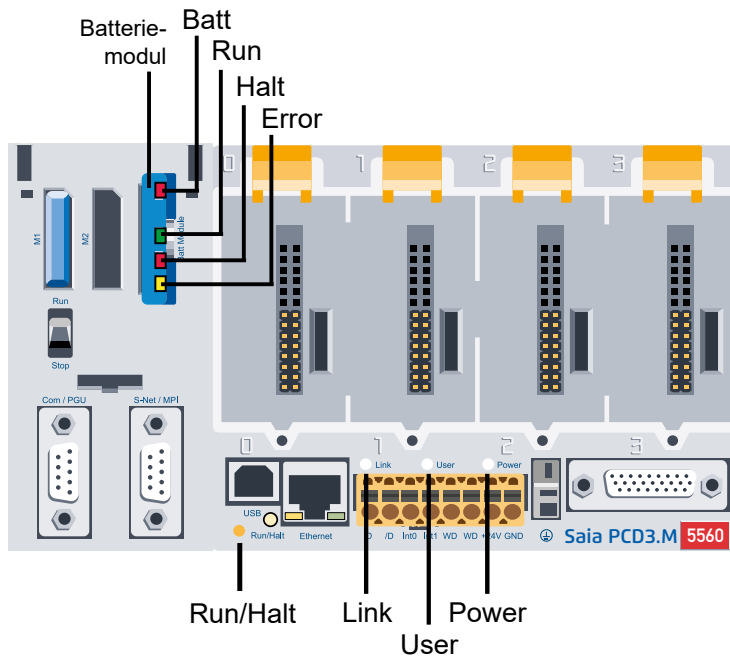 Batterie-
modul
Batt
Run
Halt
Error
0
1
2
3
M1
M2
Batt Module
Run
Stop
Com / PGU
S-Net / MPI
0
1
2
3
Link
User
Power
USB
Run/Halt
Ethernet
D /D Int0 Int1 WD WD +24V GND
Saia PCD3.M 5560
Run/Halt
Link
User
Power